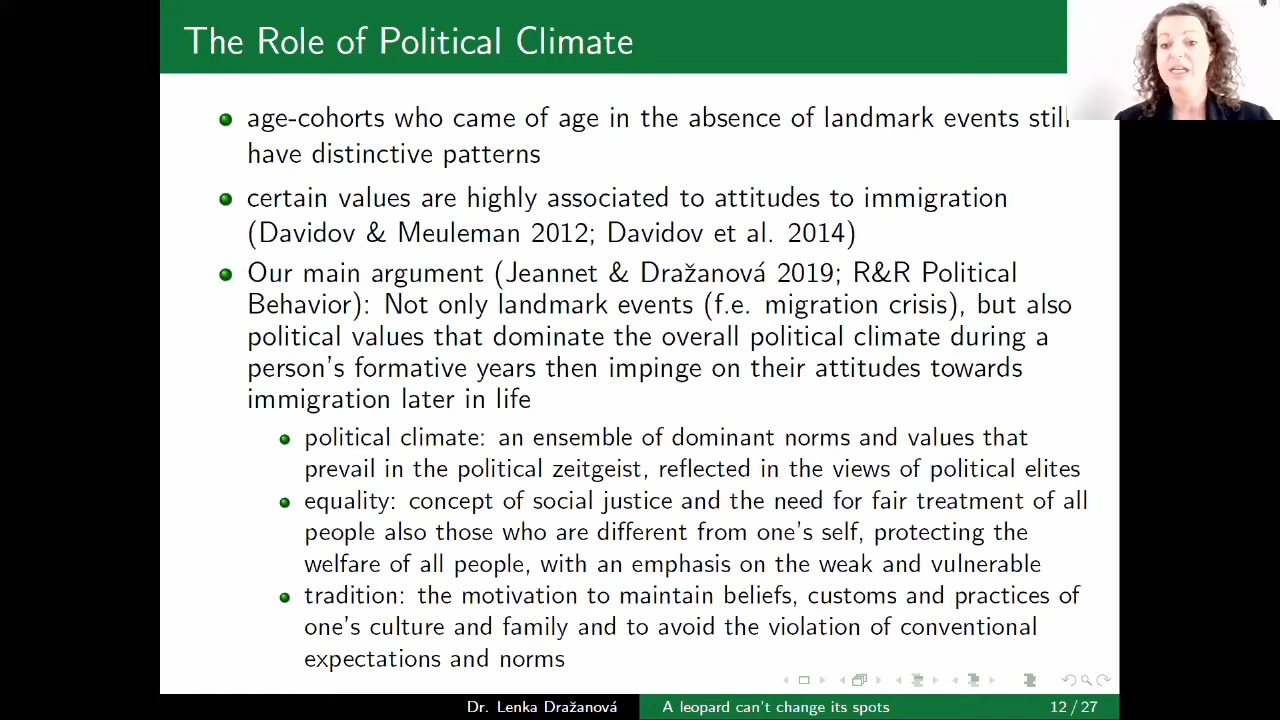 The Role of Political Climate
age-cohorts who came of age in the absence of landmark events still
have distinctive patterns
certain values are highly associated to attitudes to immigration
(Davidov & Meuleman 2012; Davidov et al. 2014)
Our main argument (Jeannet & Dražanová 2019; R&R Political
Behavior): Not only landmark events (f.e. migration crisis), but also
political values that dominate the overall political climate during a
person's formative years then impinge on their attitudes towards
immigration later in life
political climate: an ensemble of dominant norms and values that
prevail in the political zeitgeist, reflected in the views of political elites
equality: concept of social justice and the need for fair treatment of all
people also those who are different from one's self, protecting the
welfare of all people, with an emphasis on the weak and vulnerable
tradition: the motivation to maintain beliefs, customs and practices of
one's culture and family and to avoid the violation of conventional
expectations and norms
Dr. Lenka Dražanová
A leopard can't change its spots
12 / 27